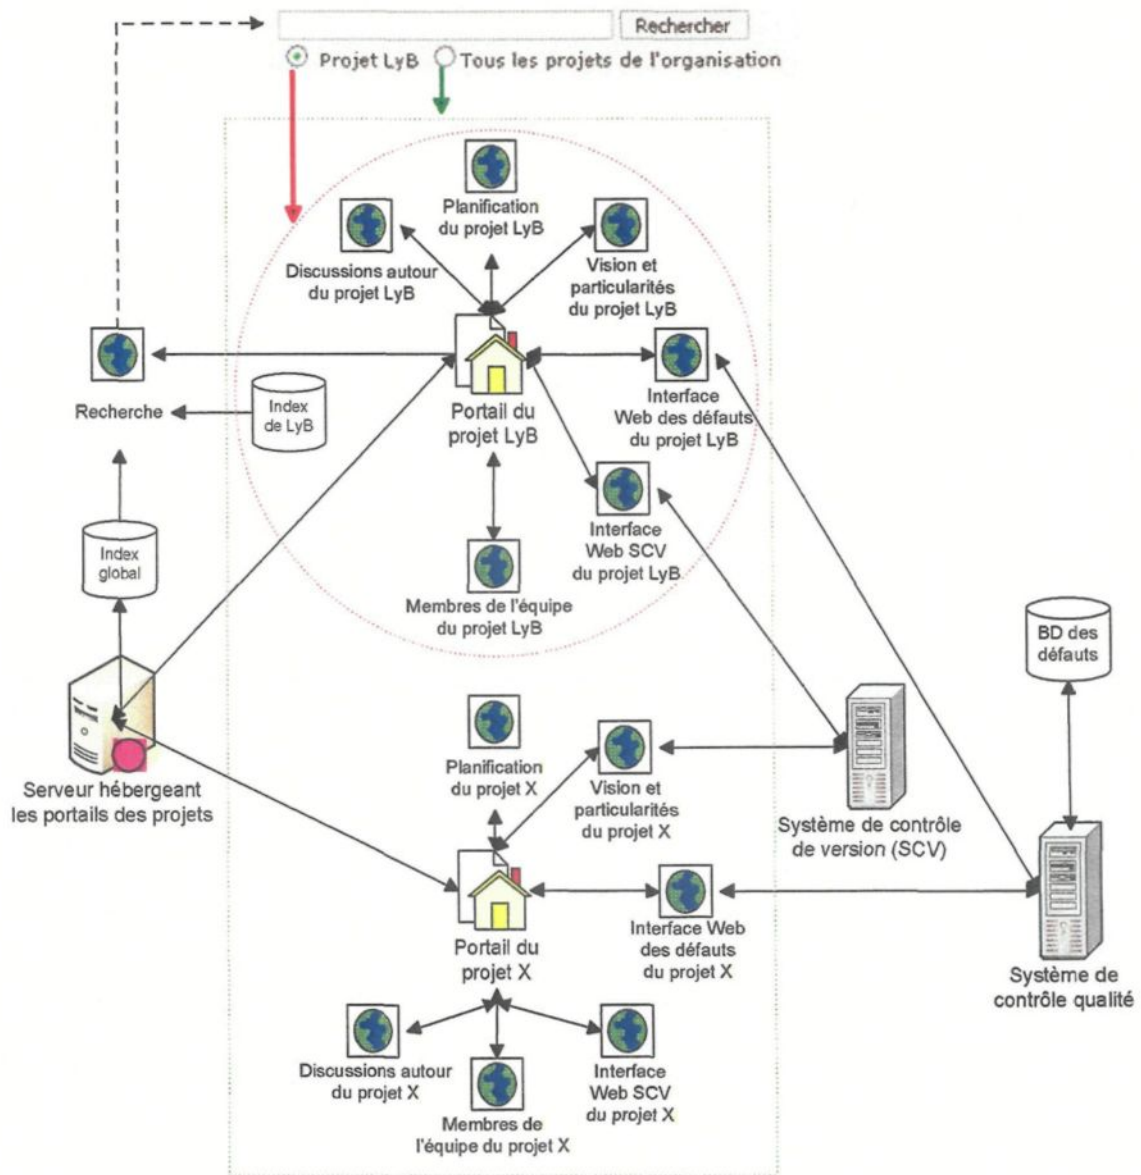 Rechercher
Projet LyB
Tous les projets de l'organisation
Planification
du projet LyB
Discussions autour
du projet LyB
Vision et
particularités
du projet LyB
Recherche
Index
de LyB
Portail du
projet LyB
Interface
Web des défauts
du projet LyB
Index
global
Interface
Web SCV
du projet LyB
Membres de l'équipe
du projet LyB
BD des
défauts
Serveur hébergeant
les portails des projets
Planification
du projet X
Vision et
particularités
du projet X
Système de contrôle
de version (SCV)
Portail du
projet X
Interface Web
des défauts
du projet X
Système de
contrôle qualité
Discussions autour
du projet X
Membres de
l'équipe du projet X
Interface
Web SCV
du projet X